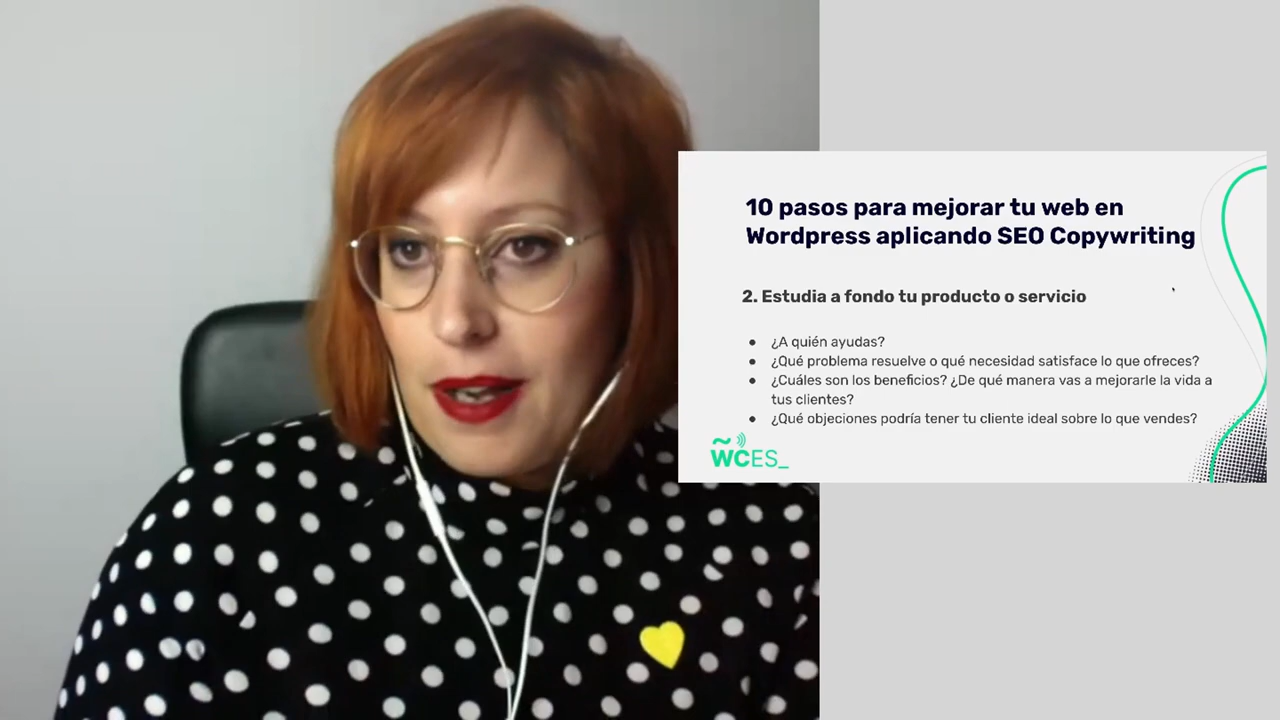 10 pasos para mejorar tu web en
Wordpress aplicando SEO Copywriting
2. Estudia a fondo tu producto o servicio
● ¿A quién ayudas?
● ¿Qué problema resuelve o qué necesidad satisface lo que ofreces?
● ¿Cuáles son los beneficios? ¿De qué manera vas a mejorarle la vida a
tus clientes?
● ¿Qué objeciones podría tener tu cliente ideal sobre lo que vendes?
WCES_